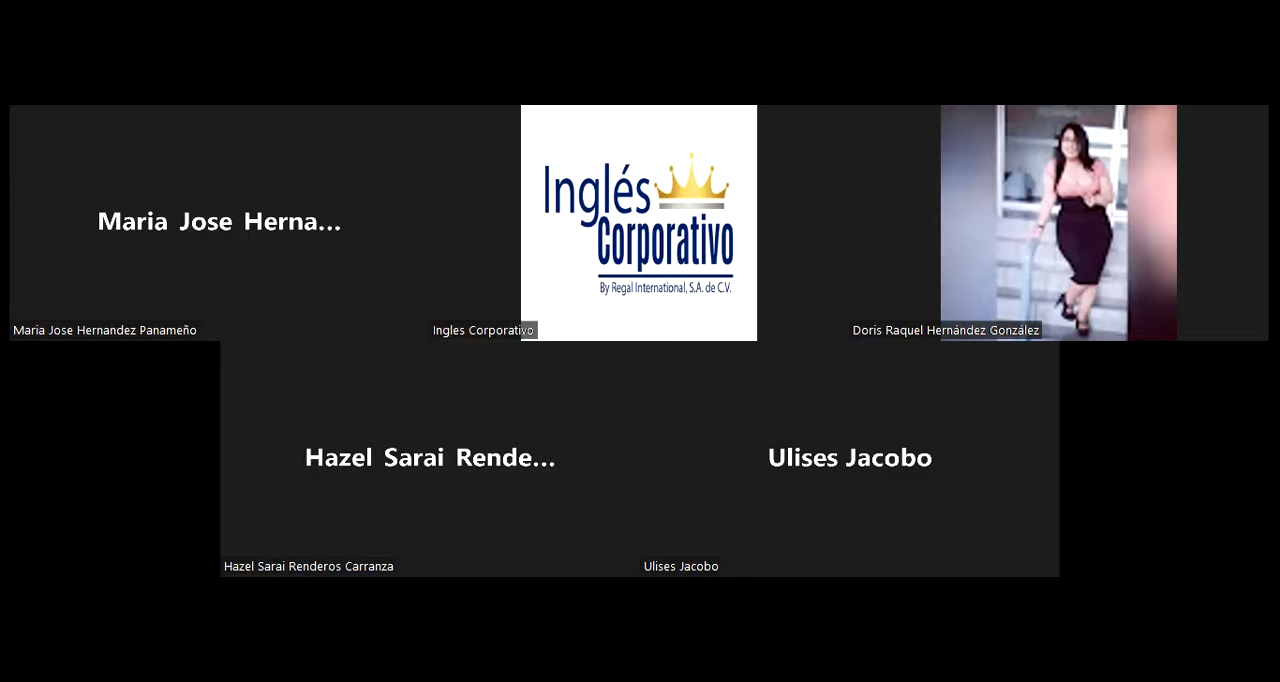 Maria Jose Herna...
Maria Jose Hernandez Panameño
Inglés
Corporativo
By Regal International, S.A. de C.V.
Ingles Corporativo
Doris Raquel Hernández González
Hazel Sarai Rende...
Hazel Sarai Renderos Carranza
Ulises Jacobo
Ulises Jacobo